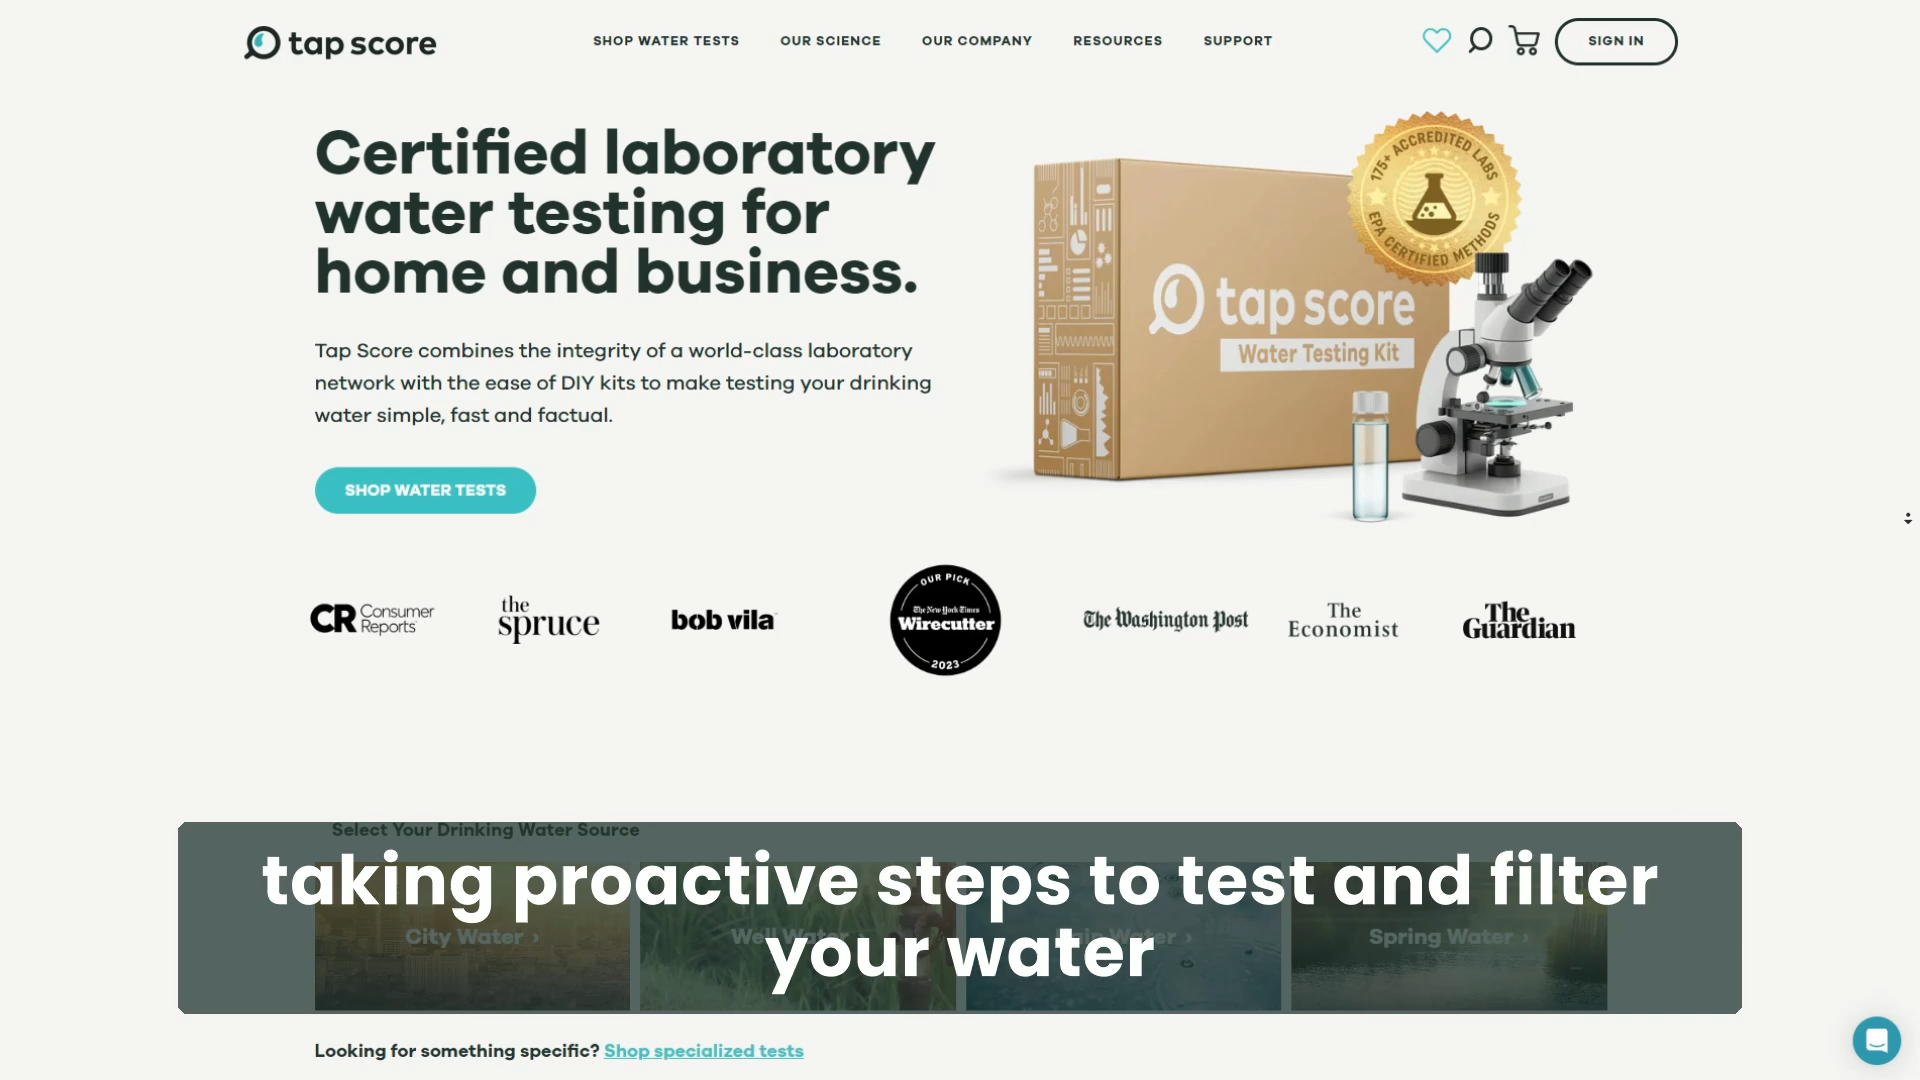 tap score
SHOP WATER TESTS
OUR SCIENCE
OUR COMPANY
RESOURCES
SUPPORT
SIGN IN
Certified laboratory
water testing for
home and business.
Tap Score combines the integrity of a world-class laboratory
network with the ease of DIY kits to make testing your drinking
water simple, fast and factual.
SHOP WATER TESTS
175+ ACCREDITED LABS
EPA CERTIFIED METHODS
tap score
Water Testing Kit
CR Consumer
Reports
the
spruce
bob vila
OUR PICK
The New York Times
Wirecutter
2023
The Washington Post
The
Economist
The
Guardian
Select Your Drinking Water Source
taking proactive steps to test and filter
your water
City Water ›
Well Water
Water ›
Spring Water ›
Looking for something specific? Shop specialized tests